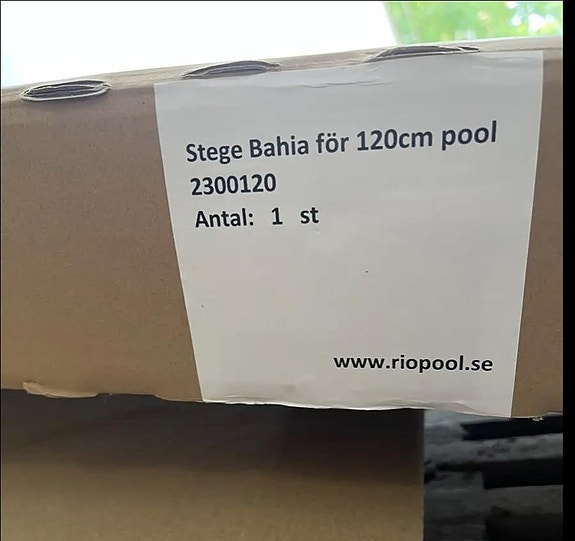 Stege Bahia för 120cm pool
2300120
Antal: 1 st
www.riopool.se